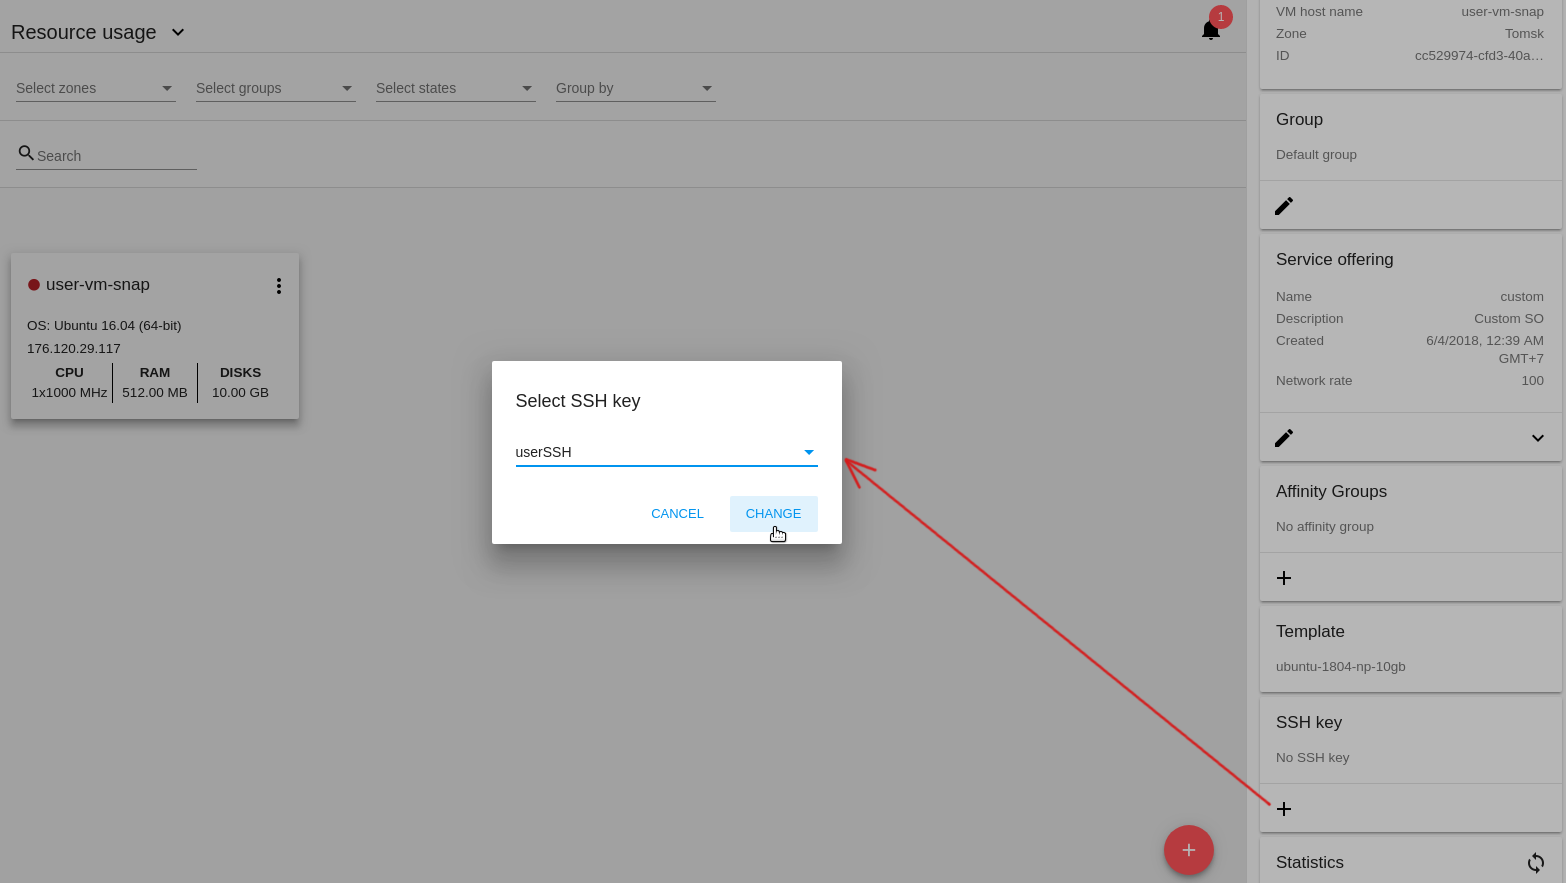 Resource usage
1
Select zones
Select groups
Select states
Group by
Search
user-vm-snap
OS: Ubuntu 16.04 (64-bit)
176.120.29.117
CPU RAM DISKS
1x1000 MHz 512.00 MB 10.00 GB
Select SSH key
userSSH
CANCEL CHANGE
VM host name user-vm-snap
Zone Tomsk
ID cc529974-cfd3-40a…
Group
Default group
Service offering
Name custom
Description Custom SO
Created 6/4/2018, 12:39 AM
GMT+7
Network rate 100
Affinity Groups
No affinity group
Template
ubuntu-1804-np-10gb
SSH key
No SSH key
Statistics